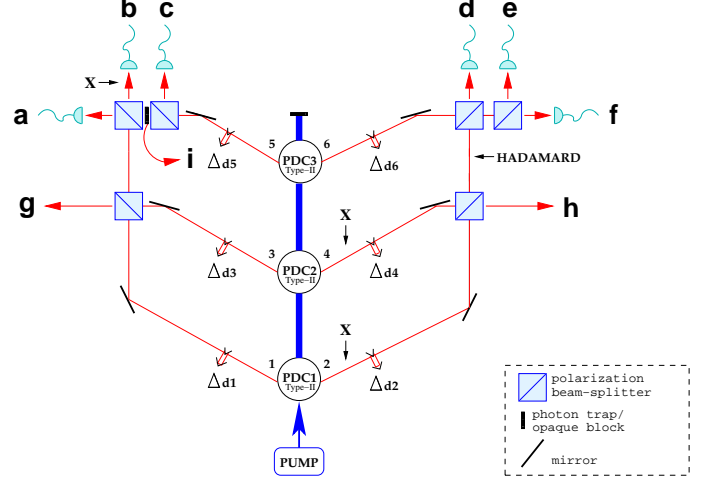 b c d e
X
a f
5 6
PDC3
Type-II
Δd5 Δd6
i
HADAMARD
g h
X
3 4
PDC2
Type-II
Δd3 Δd4
X
1 2
PDC1
Type-II
Δd1 Δd2
polarization
beam-splitter
photon trap/
opaque block
mirror
PUMP